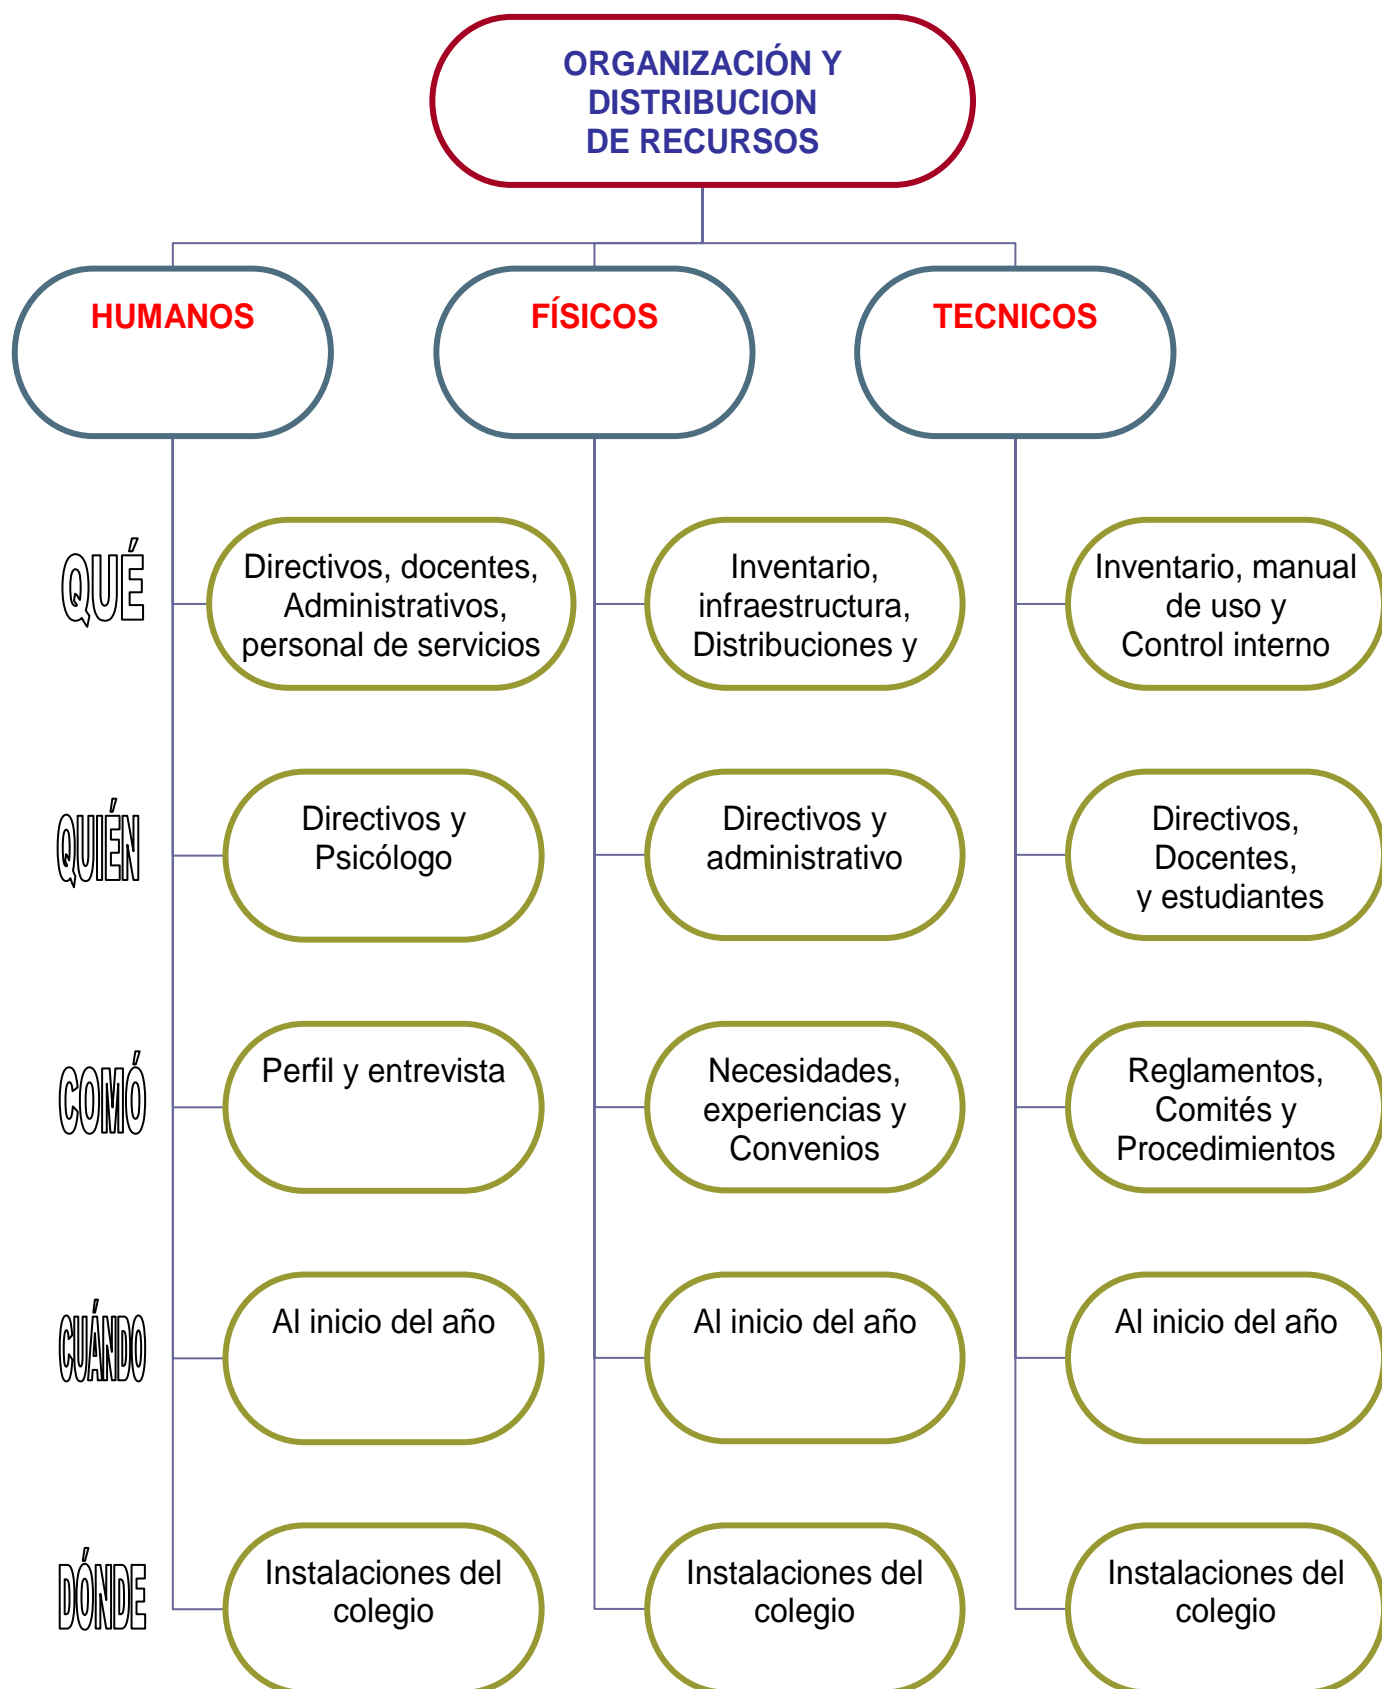 ORGANIZACIÓN Y
DISTRIBUCION
DE RECURSOS
HUMANOS
FÍSICOS
TECNICOS
QUÉ
Directivos, docentes,
Administrativos,
personal de servicios
Inventario,
infraestructura,
Distribuciones y
Inventario, manual
de uso y
Control interno
QUIÉN
Directivos y
Psicólogo
Directivos y
administrativo
Directivos,
Docentes,
y estudiantes
COMÓ
Perfil y entrevista
Necesidades,
experiencias y
Convenios
Reglamentos,
Comités y
Procedimientos
CUÁNDO
Al inicio del año
Al inicio del año
Al inicio del año
DÓNDE
Instalaciones del
colegio
Instalaciones del
colegio
Instalaciones del
colegio